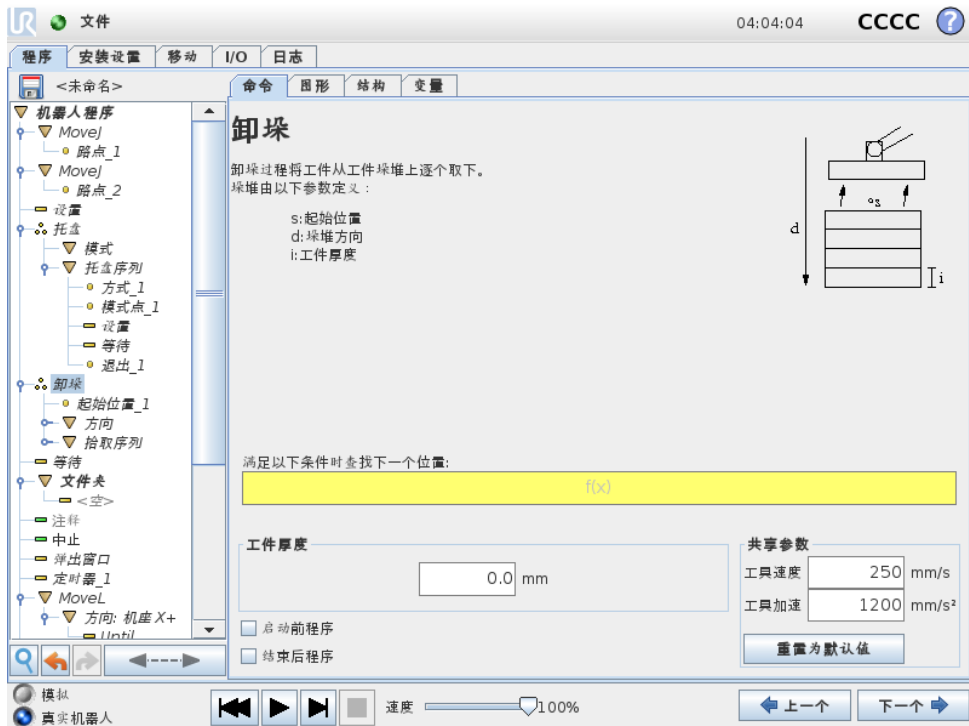 UR 文件 04:04:04 CCCC ?
程序 安装设置 移动 I/O 日志
<未命名>
命令 图形 结构 变量
机器人程序
MoveJ
路点_1
MoveJ
路点_2
设置
托盘
模式
托盘序列
方式_1
模式点_1
设置
等待
退出_1
卸垛
起始位置_1
方向
拾取序列
等待
文件夹
<空>
注释
中止
弹出窗口
定时器_1
MoveL
方向: 机座 X+
Until
卸垛
卸垛过程将工件从工件垛堆上逐个取下。
垛堆由以下参数定义：
s:起始位置
d:垛堆方向
i:工件厚度
s
d
i
满足以下条件时查找下一个位置:
f(x)
工件厚度
0.0 mm
启动前程序
结束后程序
共享参数
工具速度 250 mm/s
工具加速 1200 mm/s²
重置为默认值
模拟
真实机器人
速度 100%
上一个 下一个